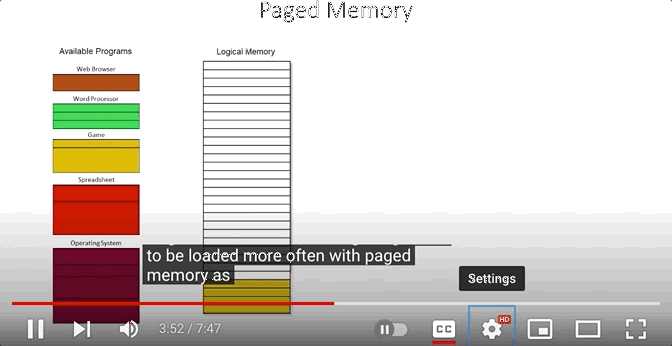 Paged Memory
Available Programs
Logical Memory
Web Browser
Word Processor
Game
Spreadsheet
Operating System
to be loaded more often with paged
memory as
Settings
3:52 / 7:47
CC
HD